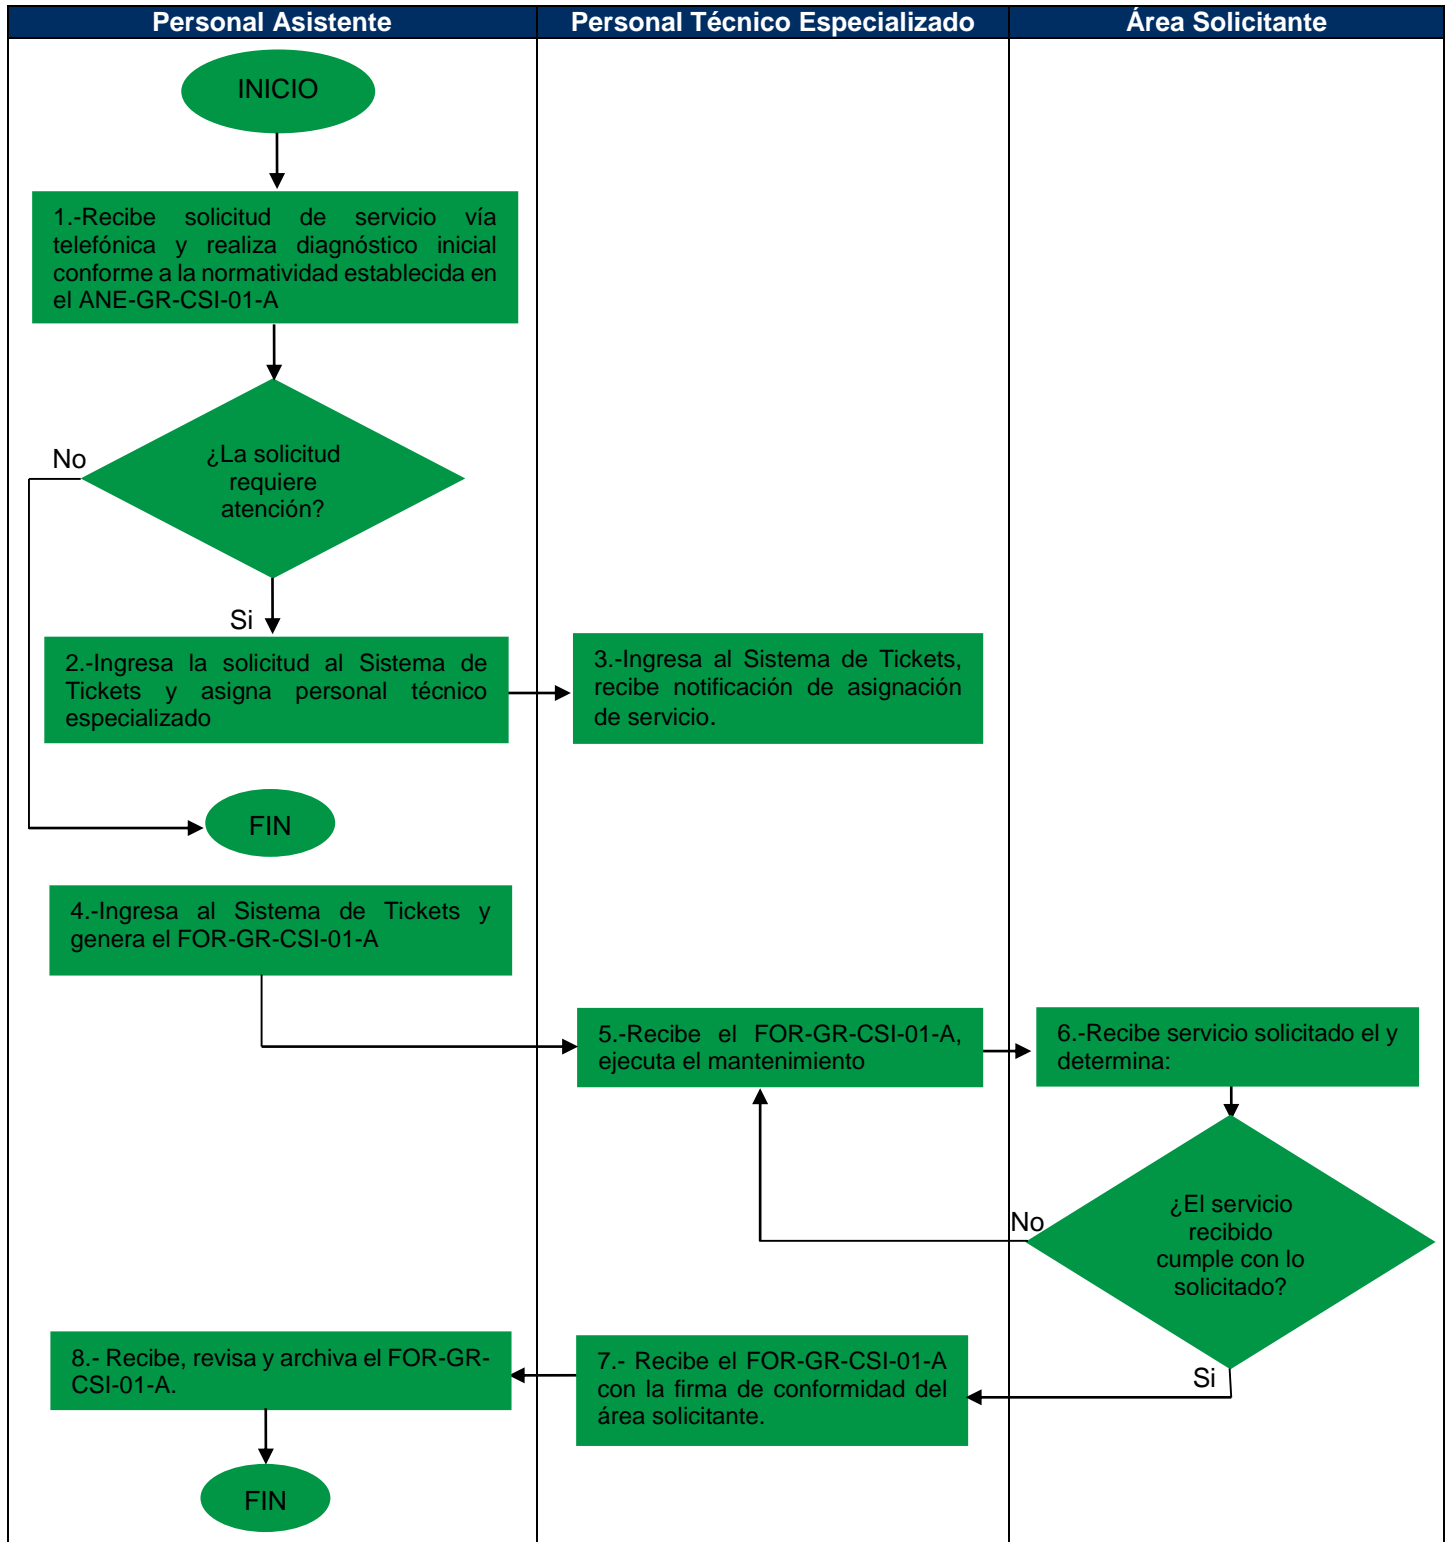 Personal Asistente
Personal Técnico Especializado
Área Solicitante
INICIO
1.-Recibe solicitud de servicio vía
telefónica y realiza diagnóstico inicial
conforme a la normatividad establecida en
el ANE-GR-CSI-01-A
No
¿La solicitud
requiere
atención?
Si
2.-Ingresa la solicitud al Sistema de
Tickets y asigna personal técnico
especializado
3.-Ingresa al Sistema de Tickets,
recibe notificación de asignación
de servicio.
FIN
4.-Ingresa al Sistema de Tickets y
genera el FOR-GR-CSI-01-A
5.-Recibe el FOR-GR-CSI-01-A,
ejecuta el mantenimiento
6.-Recibe servicio solicitado el y
determina:
No
¿El servicio
recibido
cumple con lo
solicitado?
Si
7.- Recibe el FOR-GR-CSI-01-A
con la firma de conformidad del
área solicitante.
8.- Recibe, revisa y archiva el FOR-GR-
CSI-01-A.
FIN